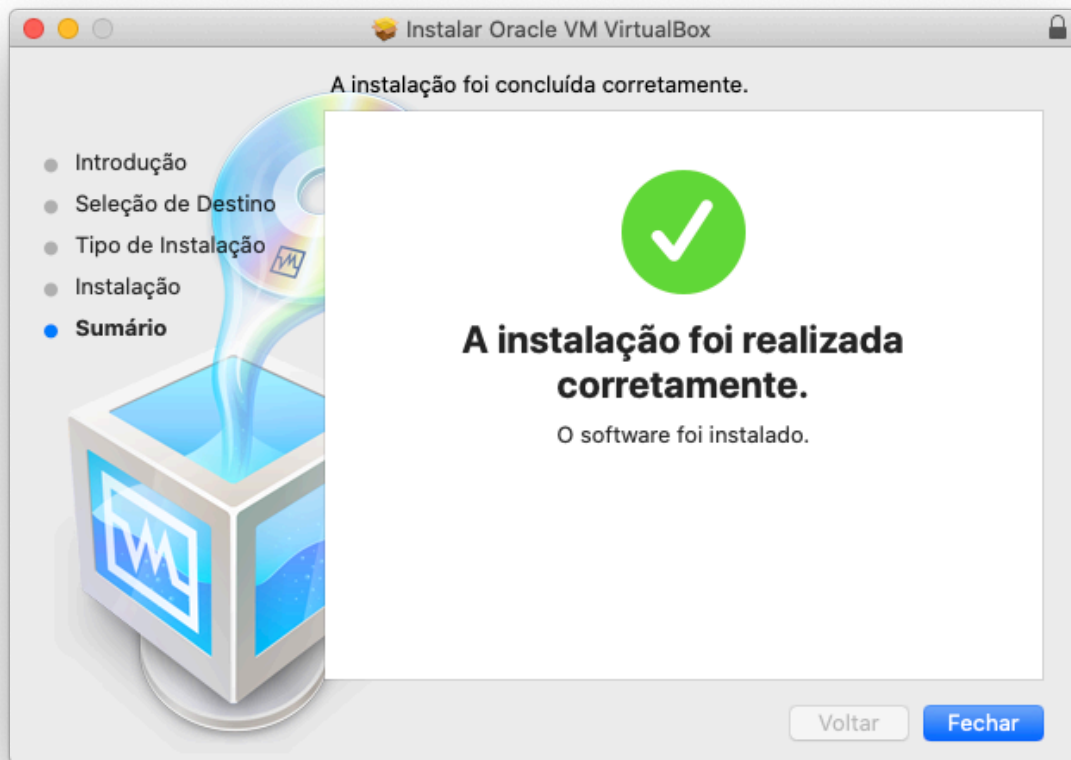 Instalar Oracle VM VirtualBox
A instalação foi concluída corretamente.
Introdução
Seleção de Destino
Tipo de Instalação
Instalação
Sumário
A instalação foi realizada
corretamente.
O software foi instalado.
Voltar
Fechar